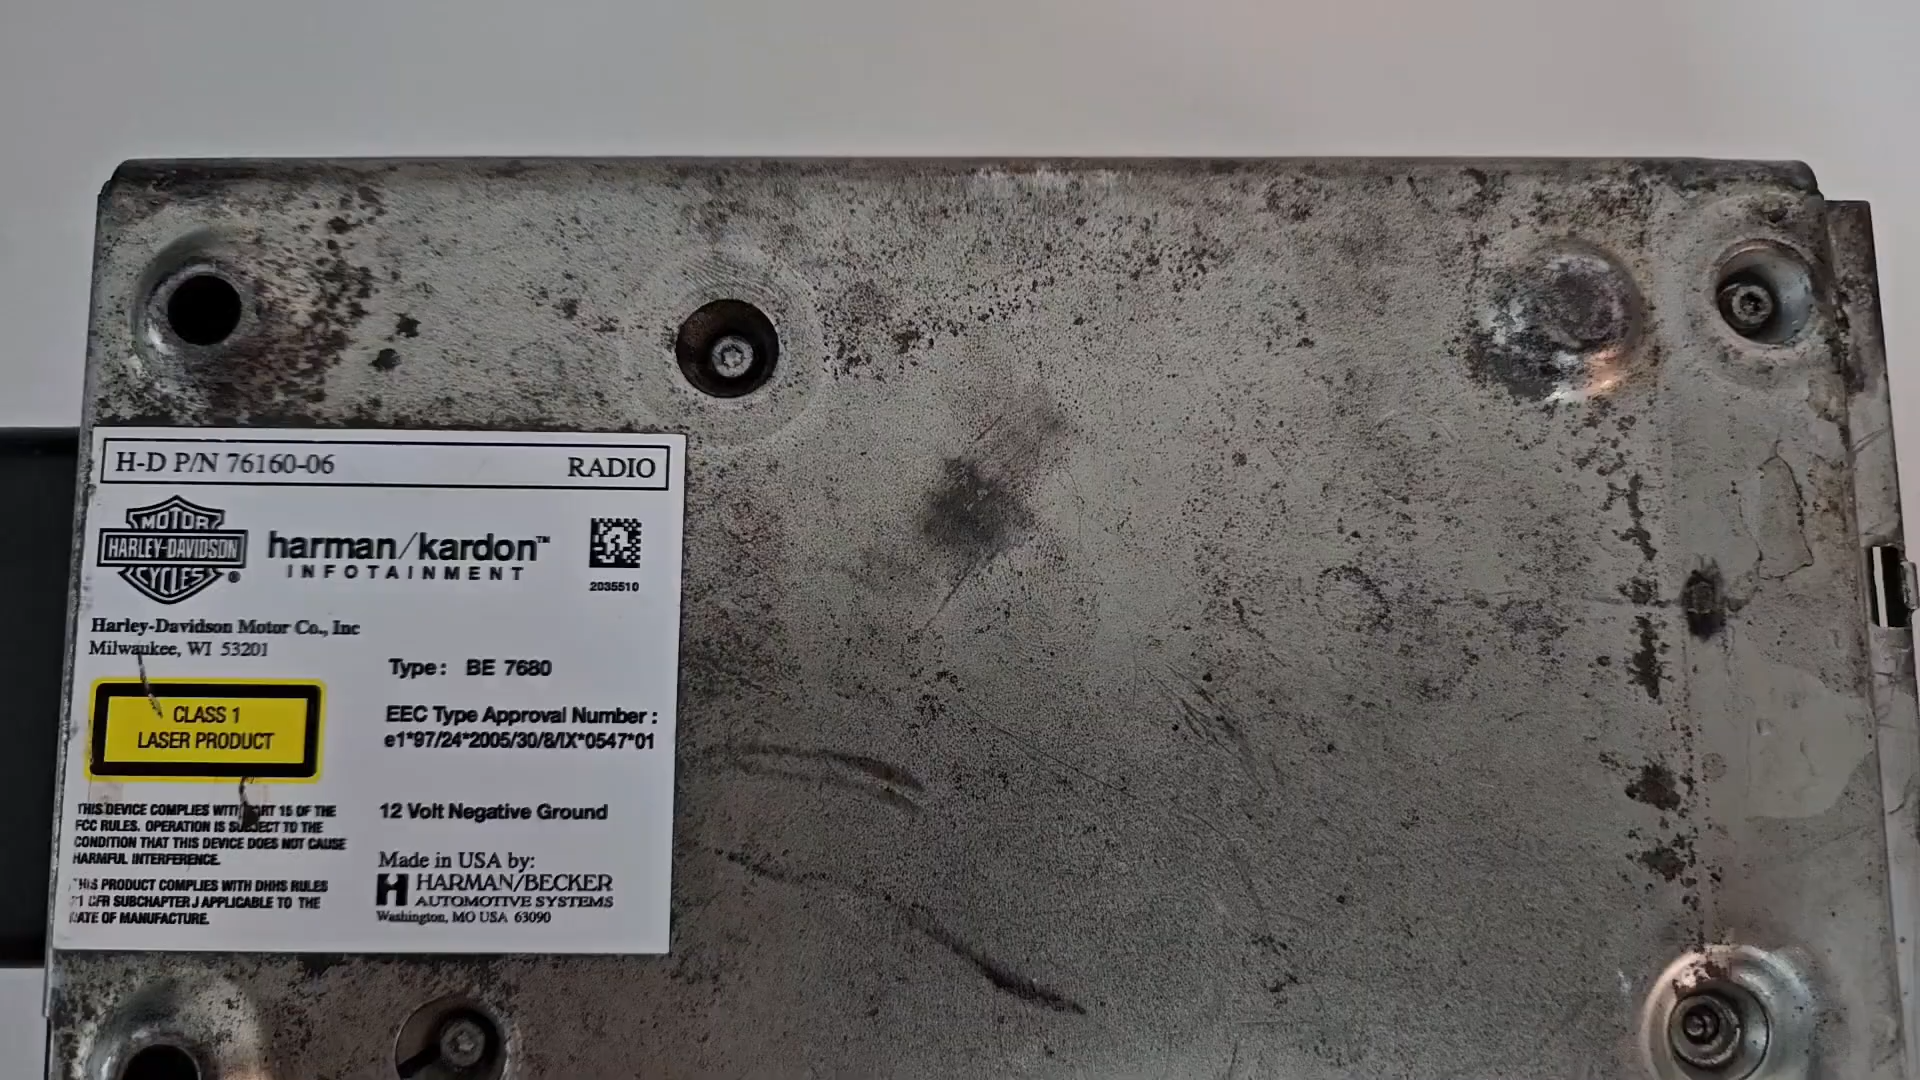 H-D P/N 76160-06 RADIO
MOTOR
HARLEY-DAVIDSON
CYCLES ®
harman/kardon™
INFOTAINMENT
2035510
Harley-Davidson Motor Co., Inc
Milwaukee, WI 53201
Type: BE 7680
CLASS 1
LASER PRODUCT
EEC Type Approval Number :
e1*97/24*2005/30/8/IX*0547*01
THIS DEVICE COMPLIES WITH PART 15 OF THE
FCC RULES. OPERATION IS SUBJECT TO THE
CONDITION THAT THIS DEVICE DOES NOT CAUSE
HARMFUL INTERFERENCE.
THIS PRODUCT COMPLIES WITH DHHS RULES
21 CFR SUBCHAPTER J APPLICABLE TO THE
DATE OF MANUFACTURE.
12 Volt Negative Ground
Made in USA by:
HARMAN/BECKER
AUTOMOTIVE SYSTEMS
Washington, MO USA 63090